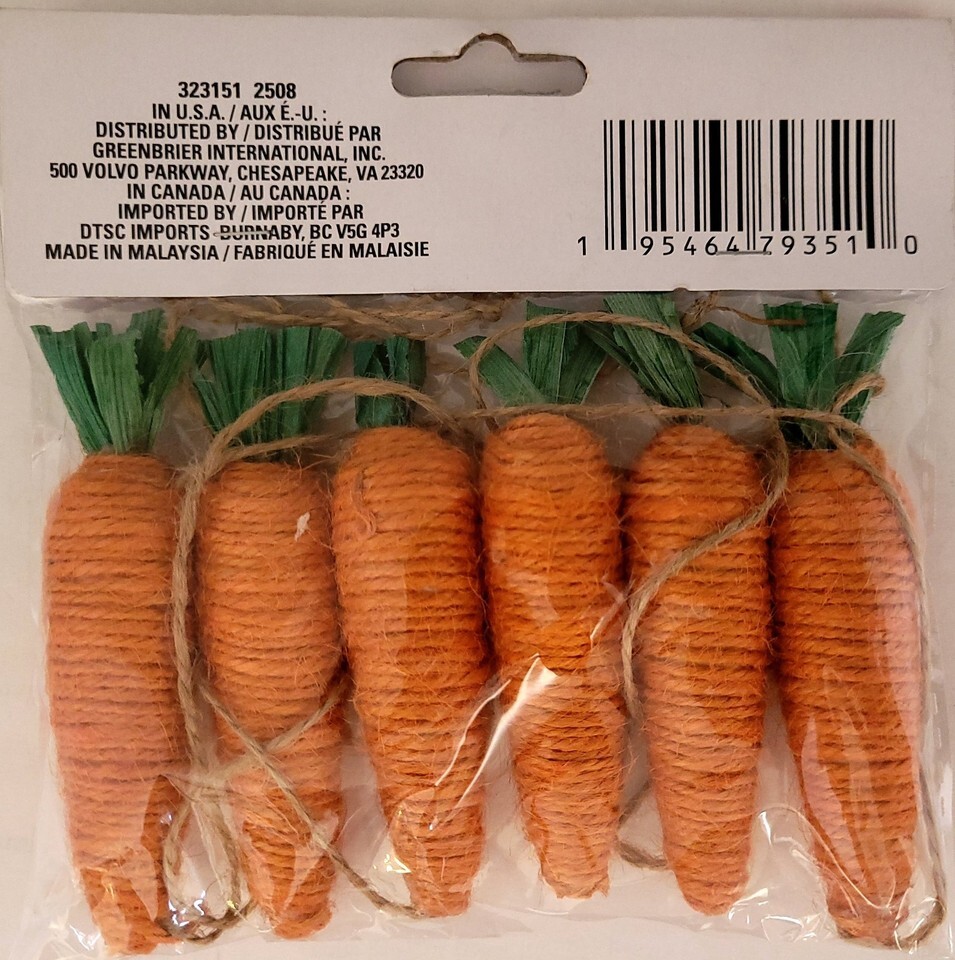 323151 2508
IN U.S.A. / AUX É.-U. :
DISTRIBUTED BY / DISTRIBUÉ PAR
GREENBRIER INTERNATIONAL, INC.
500 VOLVO PARKWAY, CHESAPEAKE, VA 23320
IN CANADA / AU CANADA :
IMPORTED BY / IMPORTÉ PAR
DTSC IMPORTS BURNABY, BC V5G 4P3
MADE IN MALAYSIA / FABRIQUÉ EN MALAISIE
1 95464 79351 0